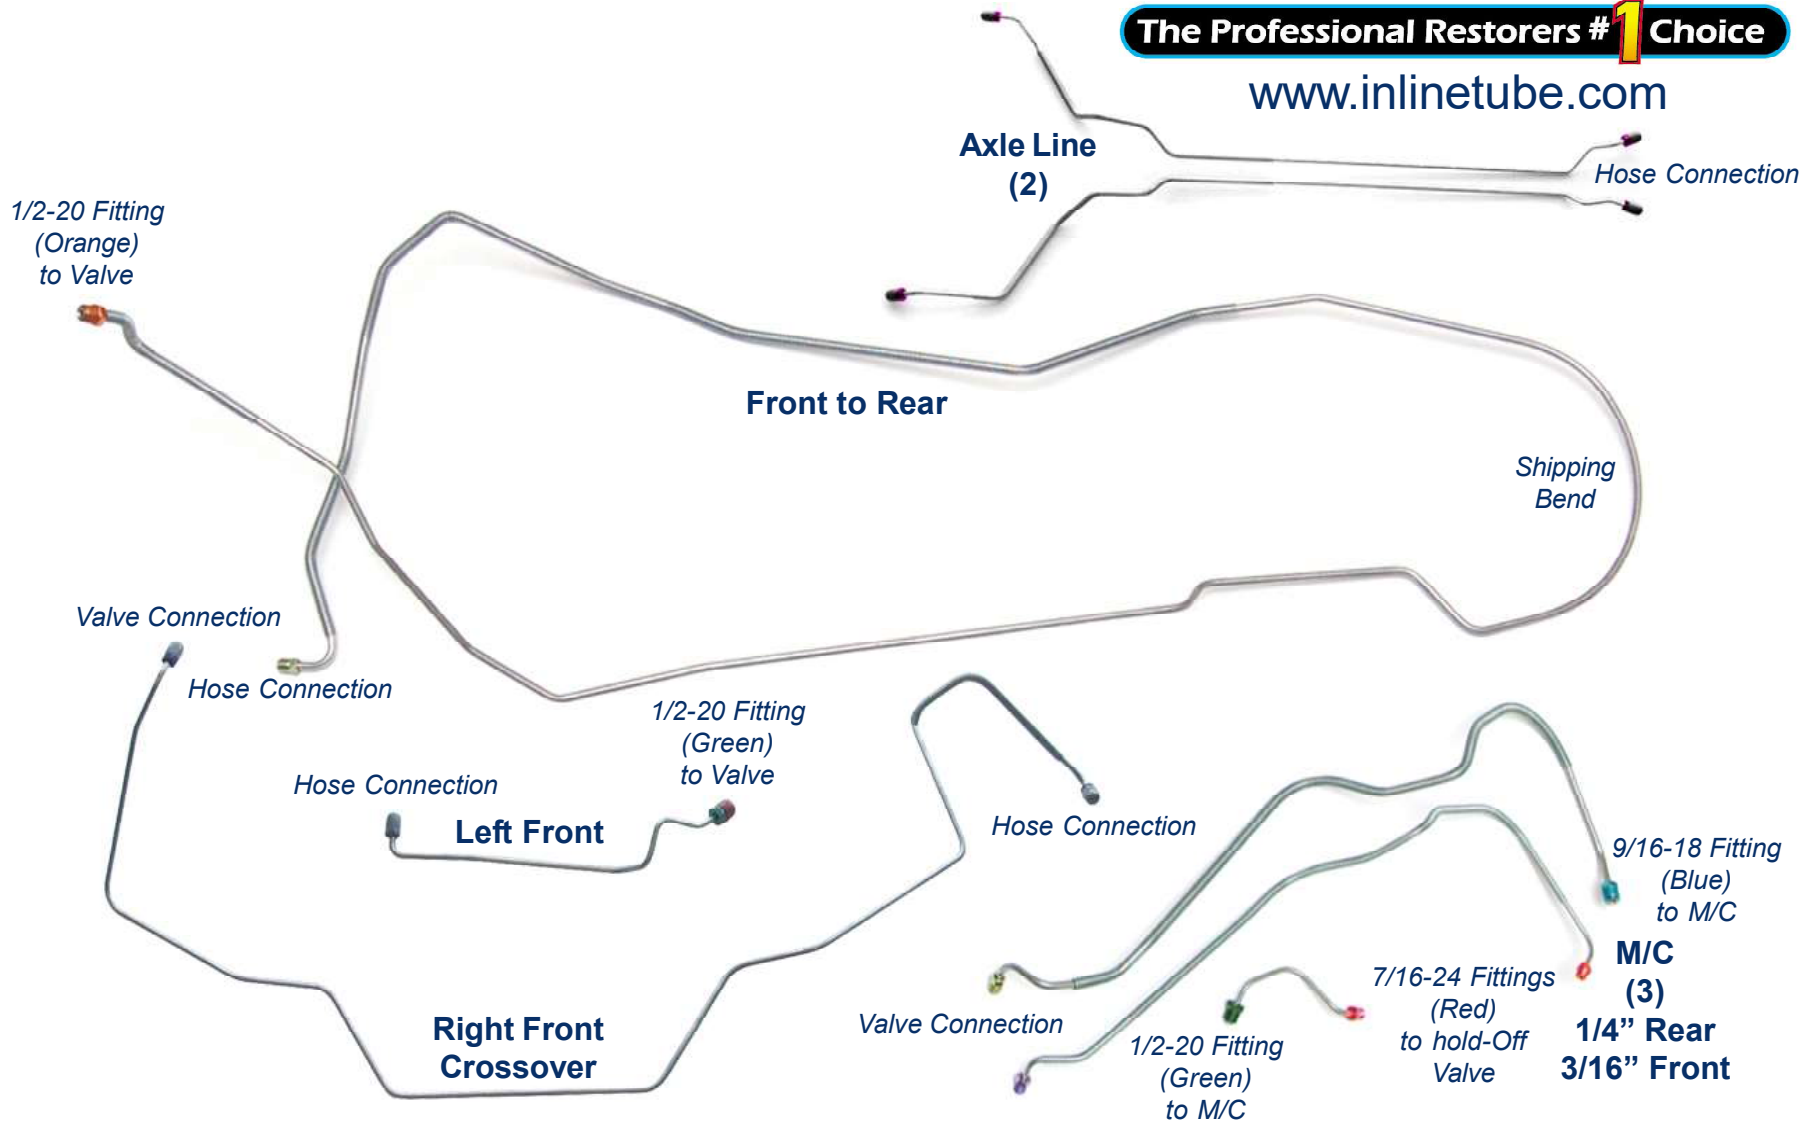 The Professional Restorers #1 Choice
www.inlinetube.com
Axle Line
(2)
Hose Connection
1/2-20 Fitting
(Orange)
to Valve
Front to Rear
Shipping
Bend
Valve Connection
Hose Connection
1/2-20 Fitting
(Green)
to Valve
Hose Connection
Left Front
Hose Connection
9/16-18 Fitting
(Blue)
to M/C
M/C
(3)
1/4” Rear
3/16” Front
7/16-24 Fittings
(Red)
to hold-Off
Valve
Valve Connection
1/2-20 Fitting
(Green)
to M/C
Right Front
Crossover